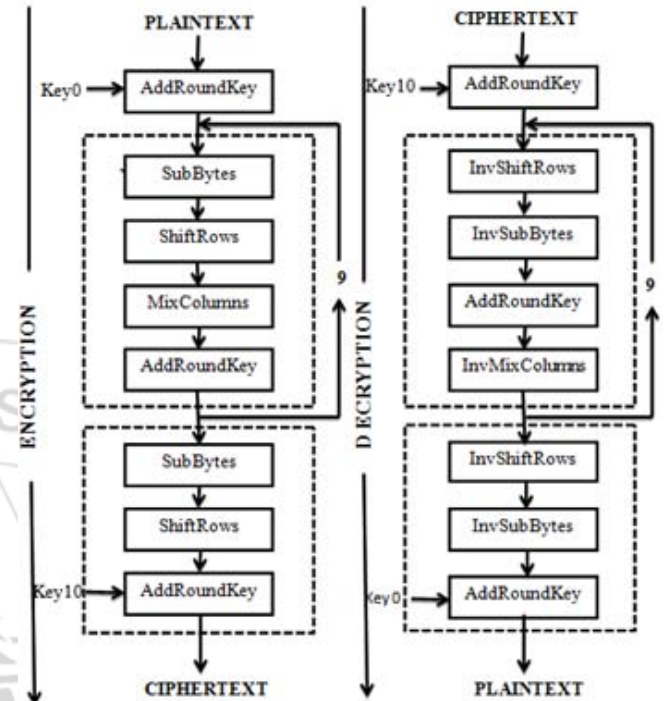 PLAINTEXT
Key0
AddRoundKey
SubBytes
ShiftRows
MixColumns
AddRoundKey
9
SubBytes
ShiftRows
Key10
AddRoundKey
CIPHERTEXT
ENCRYPTION
CIPHERTEXT
Key10
AddRoundKey
InvShiftRows
InvSubBytes
AddRoundKey
InvMixColumns
9
InvShiftRows
InvSubBytes
Key0
AddRoundKey
PLAINTEXT
DECRYPTION